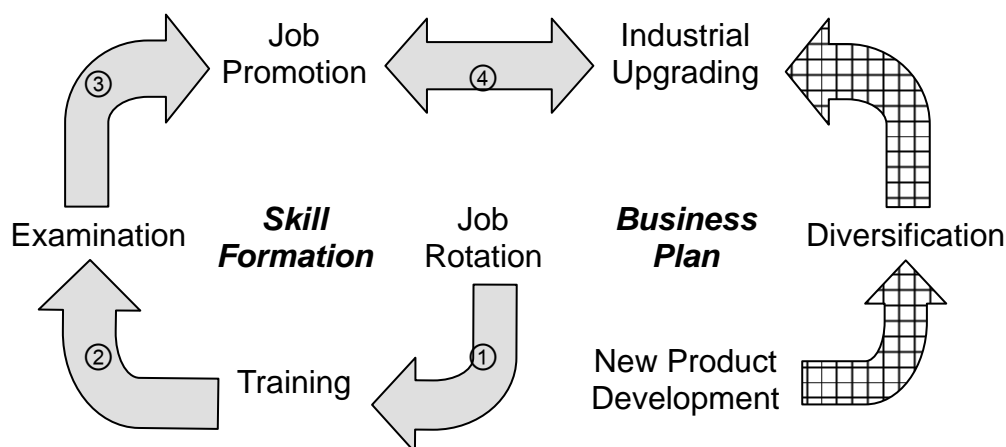 ③
Job
Promotion
④
Industrial
Upgrading
Examination
Skill
Formation
Job
Rotation
Business
Plan
Diversification
②
Training
①
New Product
Development